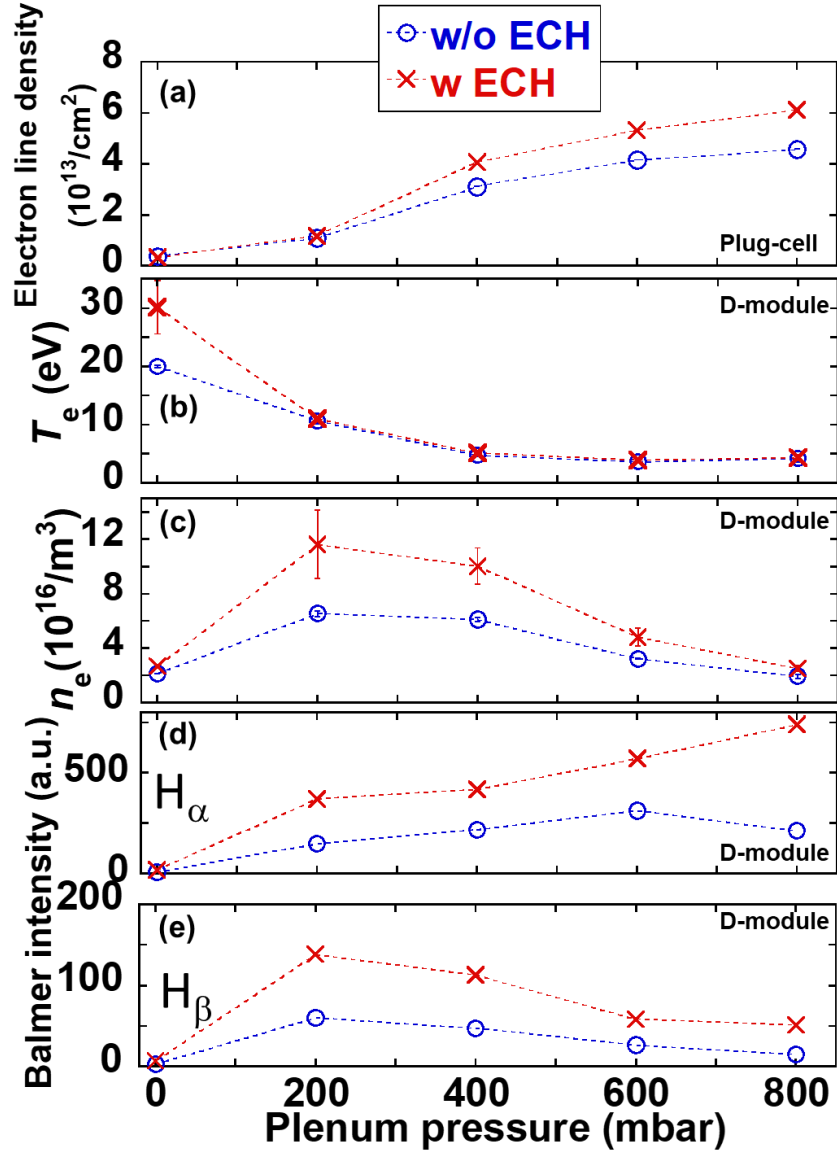 w/o ECH
w ECH
Electron line density
(10¹³/cm²)
8
6
4
2
0
(a)
Plug-cell
Tₑ (eV)
30
20
10
0
(b)
D-module
nₑ(10¹⁶/m³)
12
8
4
0
(c)
D-module
Balmer intensity (a.u.)
500
0
(d)
Hα
D-module
200
100
0
(e)
Hβ
D-module
0 200 400 600 800
Plenum pressure (mbar)